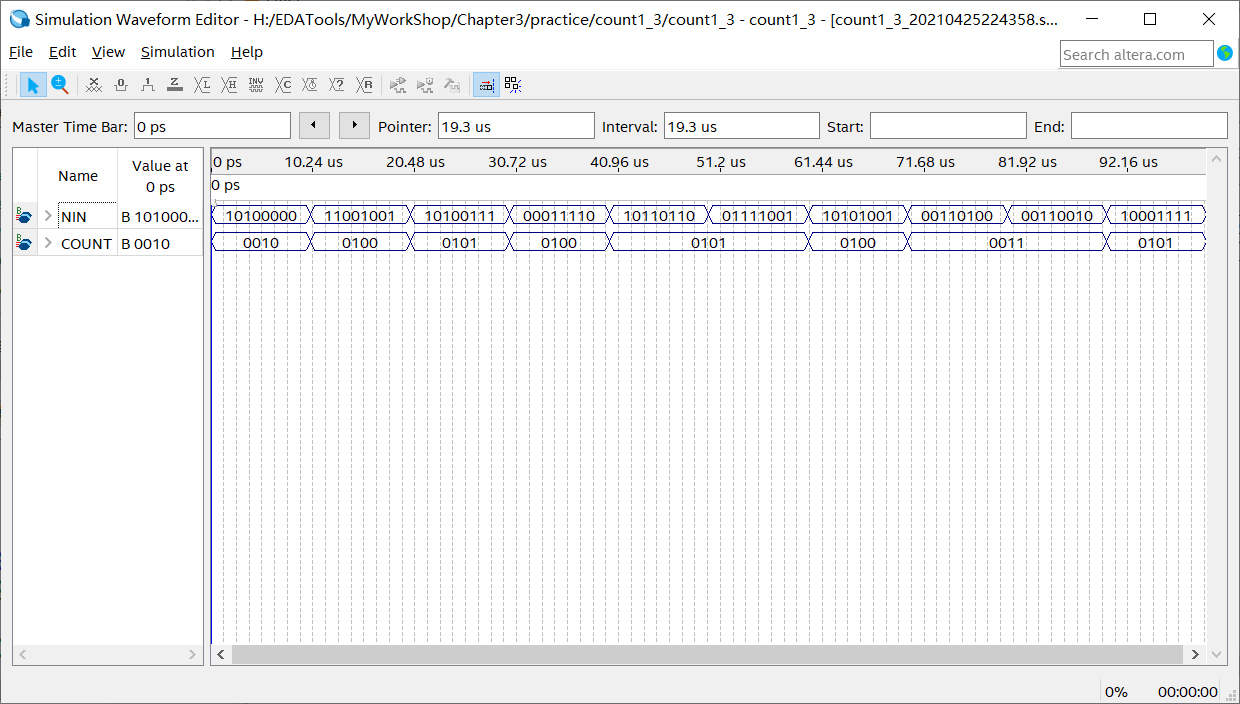 Simulation Waveform Editor - H:/EDATools/MyWorkShop/Chapter3/practice/count1_3/count1_3 - count1_3 - [count1_3_20210425224358.s...
File Edit View Simulation Help
Search altera.com
Master Time Bar: 0 ps Pointer: 19.3 us Interval: 19.3 us Start: End:
Name Value at 0 ps
0 ps 10.24 us 20.48 us 30.72 us 40.96 us 51.2 us 61.44 us 71.68 us 81.92 us 92.16 us
0 ps
NIN B 101000... 10100000 11001001 10100111 00011110 10110110 01111001 10101001 00110100 00110010 10001111
COUNT B 0010 0010 0100 0101 0100 0101 0100 0011 0101
0% 00:00:00